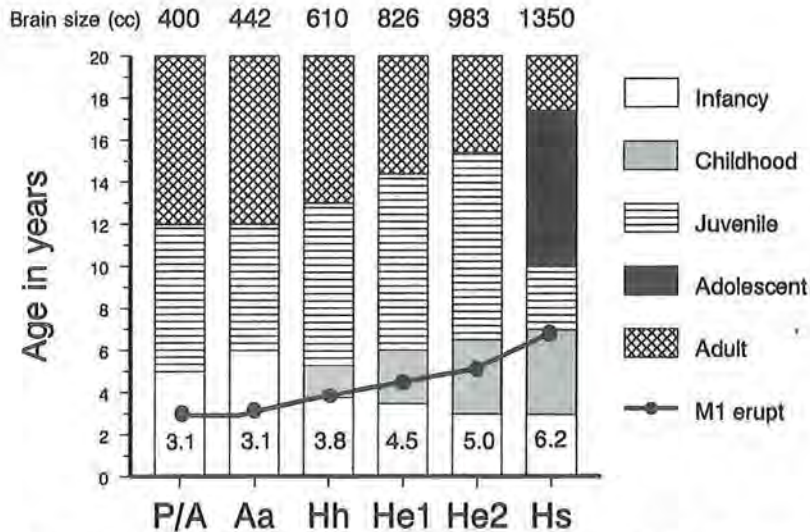 Brain size (cc) 400 442 610 826 983 1350
20
18
16
14
12
10
8
6
4
2
0
Age in years
3.1 3.1 3.8 4.5 5.0 6.2
P/A Aa Hh He1 He2 Hs
Infancy
Childhood
Juvenile
Adolescent
Adult
M1 erupt